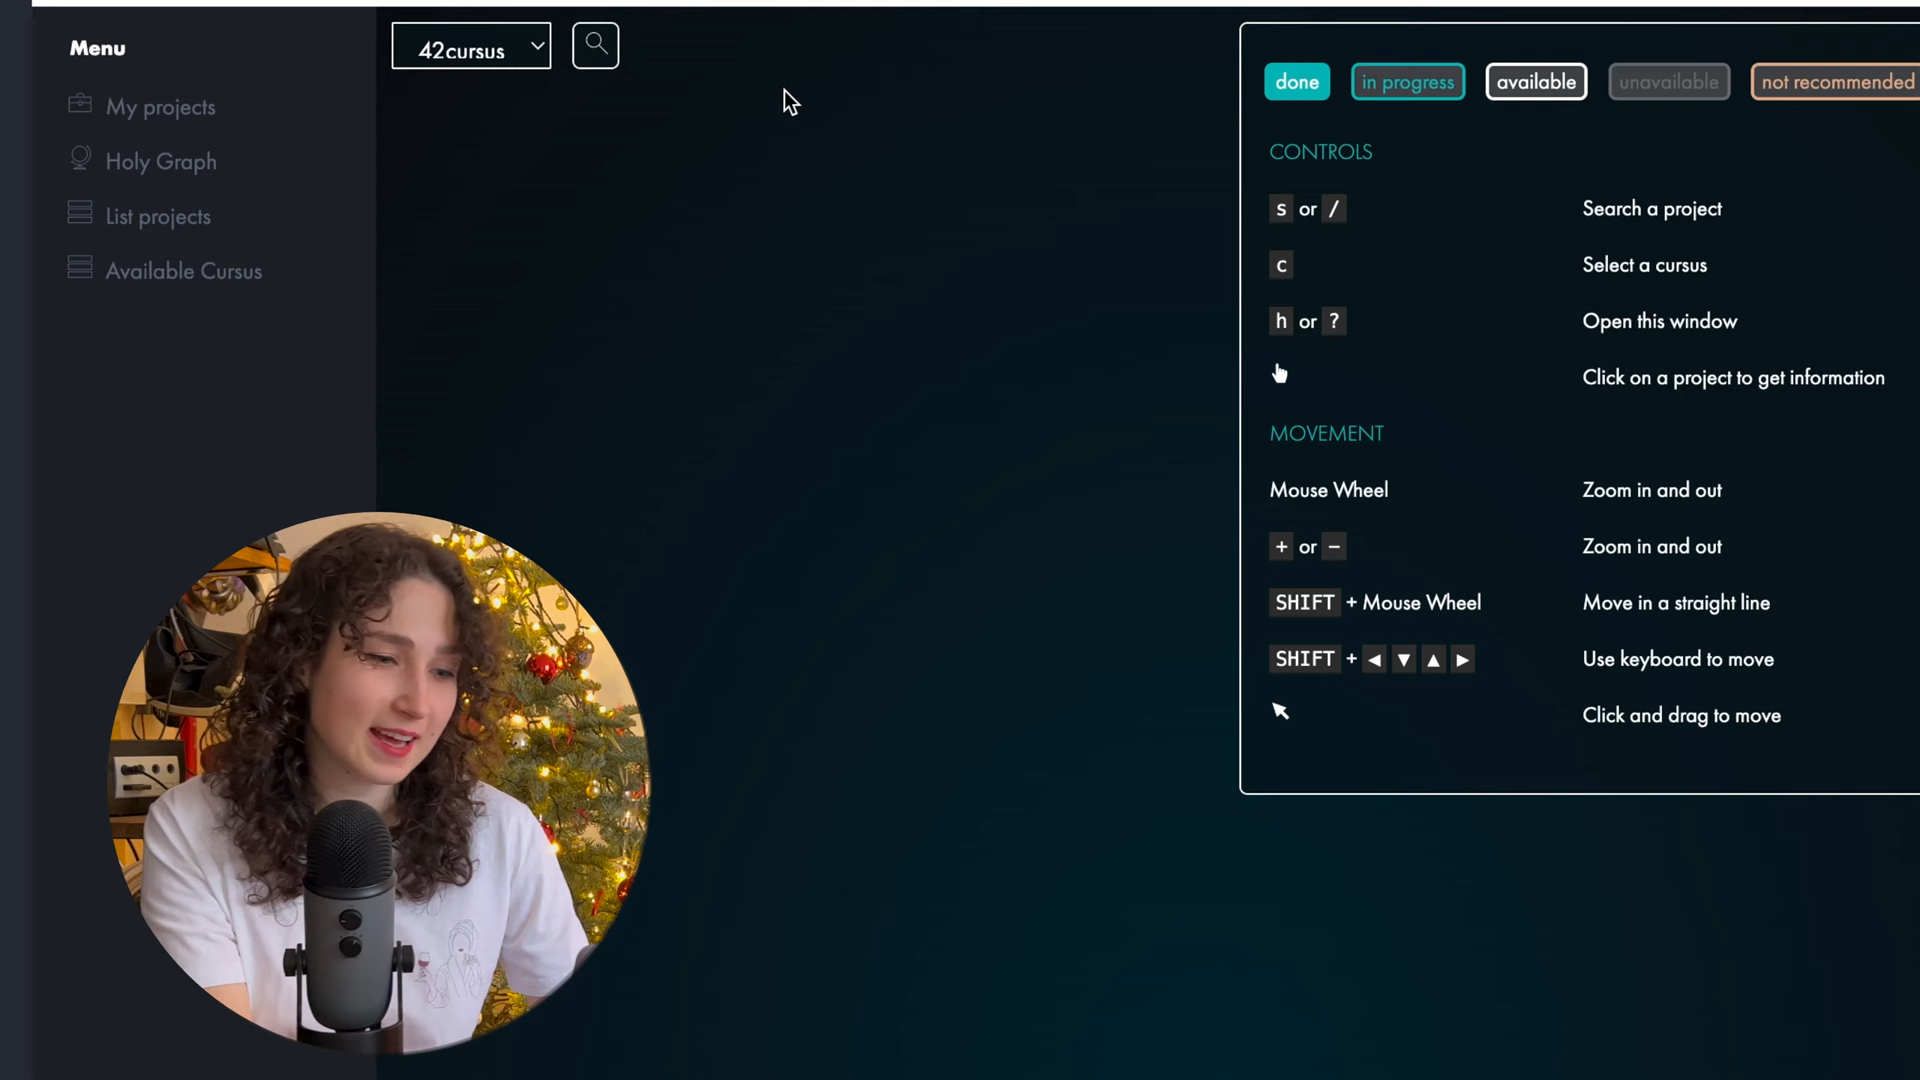 Menu
My projects
Holy Graph
List projects
Available Cursus
42cursus
done in progress available unavailable not recommended
CONTROLS
s or / Search a project
c Select a cursus
h or ? Open this window
Click on a project to get information
MOVEMENT
Mouse Wheel Zoom in and out
+ or − Zoom in and out
SHIFT + Mouse Wheel Move in a straight line
SHIFT + ◀ ▼ ▲ ▶ Use keyboard to move
Click and drag to move